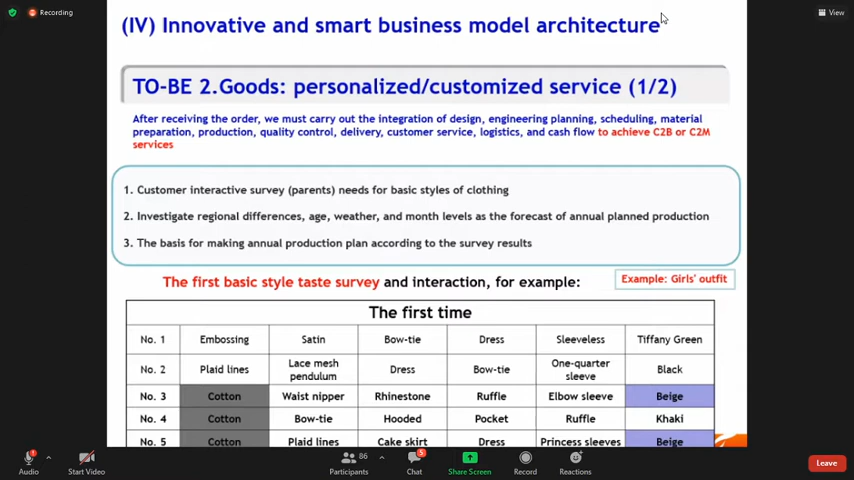 Recording
View
(IV) Innovative and smart business model architecture
TO-BE 2.Goods: personalized/customized service (1/2)
After receiving the order, we must carry out the integration of design, engineering planning, scheduling, material
preparation, production, quality control, delivery, customer service, logistics, and cash flow to achieve C2B or C2M
services
1. Customer interactive survey (parents) needs for basic styles of clothing
2. Investigate regional differences, age, weather, and month levels as the forecast of annual planned production
3. The basis for making annual production plan according to the survey results
The first basic style taste survey and interaction, for example:
Example: Girls' outfit
The first time
No. 1 Embossing Satin Bow-tie Dress Sleeveless Tiffany Green
No. 2 Plaid lines Lace mesh pendulum Dress Bow-tie One-quarter sleeve Black
No. 3 Cotton Waist nipper Rhinestone Ruffle Elbow sleeve Beige
No. 4 Cotton Bow-tie Hooded Pocket Ruffle Khaki
No. 5 Cotton Plaid lines Cake skirt Dress Princess sleeves Beige
86
5
Audio Start Video Participants Chat Share Screen Record Reactions Leave